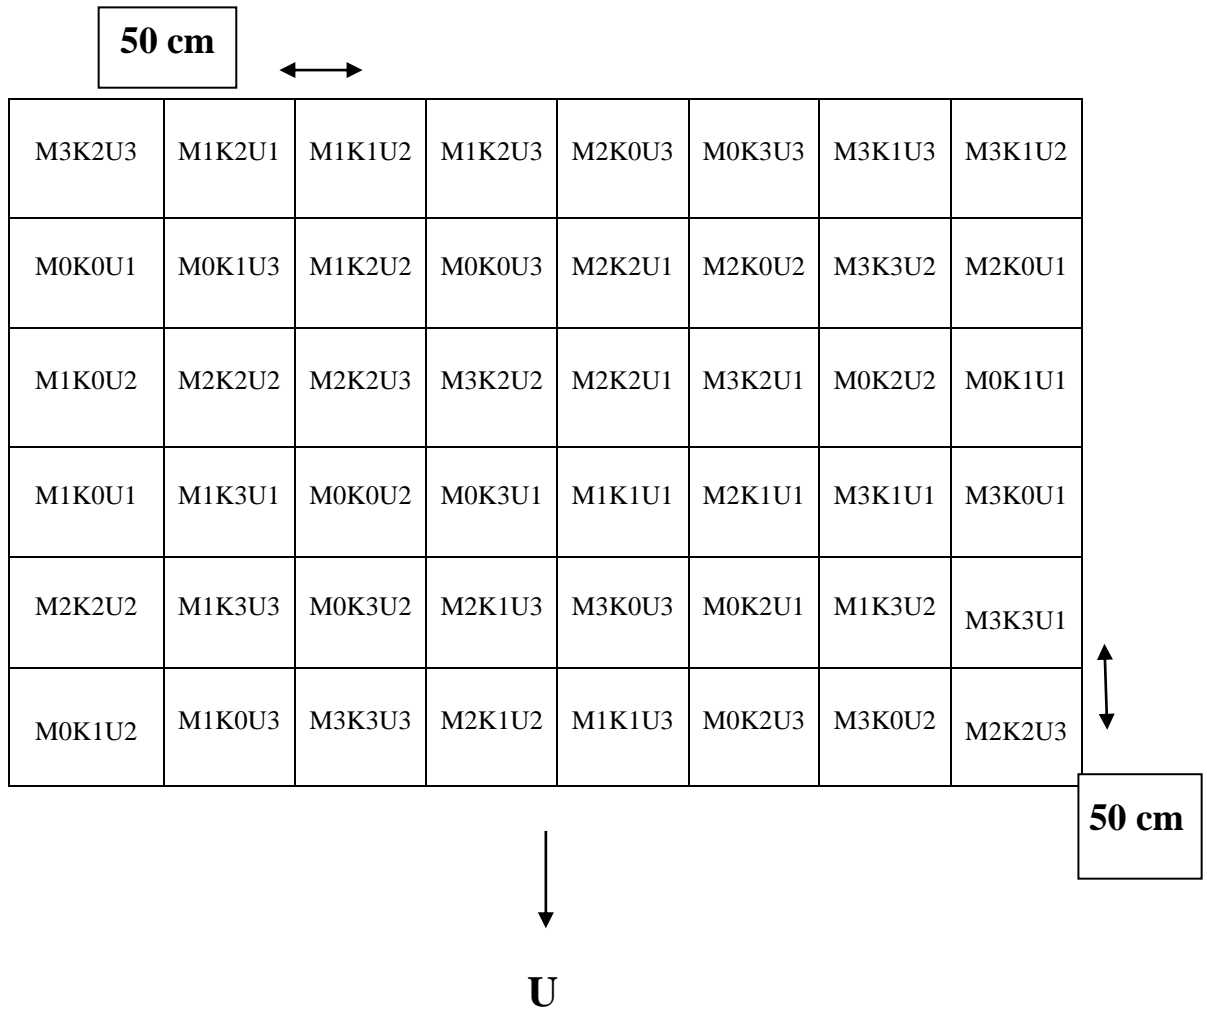 50 cm
M3K2U3 M1K2U1 M1K1U2 M1K2U3 M2K0U3 M0K3U3 M3K1U3 M3K1U2
M0K0U1 M0K1U3 M1K2U2 M0K0U3 M2K2U1 M2K0U2 M3K3U2 M2K0U1
M1K0U2 M2K2U2 M2K2U3 M3K2U2 M2K2U1 M3K2U1 M0K2U2 M0K1U1
M1K0U1 M1K3U1 M0K0U2 M0K3U1 M1K1U1 M2K1U1 M3K1U1 M3K0U1
M2K2U2 M1K3U3 M0K3U2 M2K1U3 M3K0U3 M0K2U1 M1K3U2 M3K3U1
M0K1U2 M1K0U3 M3K3U3 M2K1U2 M1K1U3 M0K2U3 M3K0U2 M2K2U3
50 cm
U